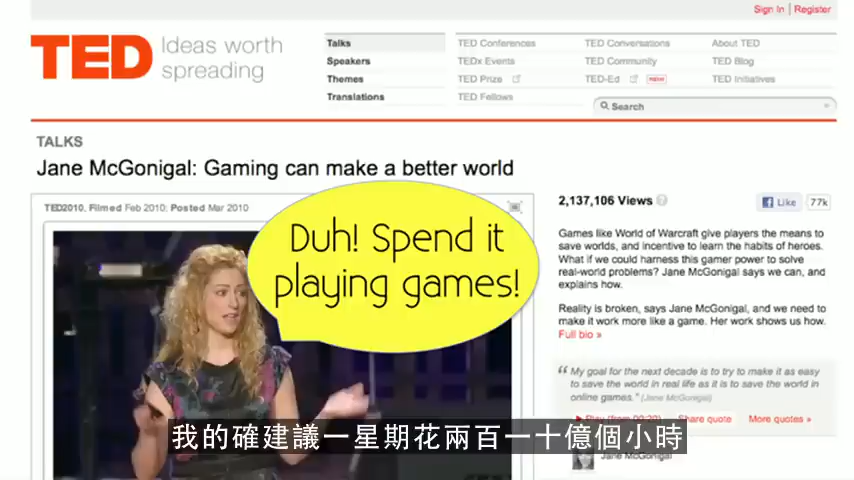 Sign In | Register
TED Ideas worth
spreading
Talks TED Conferences TED Conversations About TED
Speakers TEDx Events TED Community TED Blog
Themes TED Prize TED-Ed new TED Initiatives
Translations TED Fellows
Search
TALKS
Jane McGonigal: Gaming can make a better world
TED2010, Filmed Feb 2010; Posted Mar 2010
Duh! Spend it
playing games!
2,137,106 Views
Like 77k
Games like World of Warcraft give players the means to
save worlds, and incentive to learn the habits of heroes.
What if we could harness this gamer power to solve
real-world problems? Jane McGonigal says we can, and
explains how.
Reality is broken, says Jane McGonigal, and we need to
make it work more like a game. Her work shows us how.
Full bio »
“ My goal for the next decade is to try to make it as easy
to save the world in real life as it is to save the world in
online games.” (Jane McGonigal)
Play (from 00:20) Share quote More quotes »
Jane McGonigal
我的確建議一星期花兩百一十億個小時